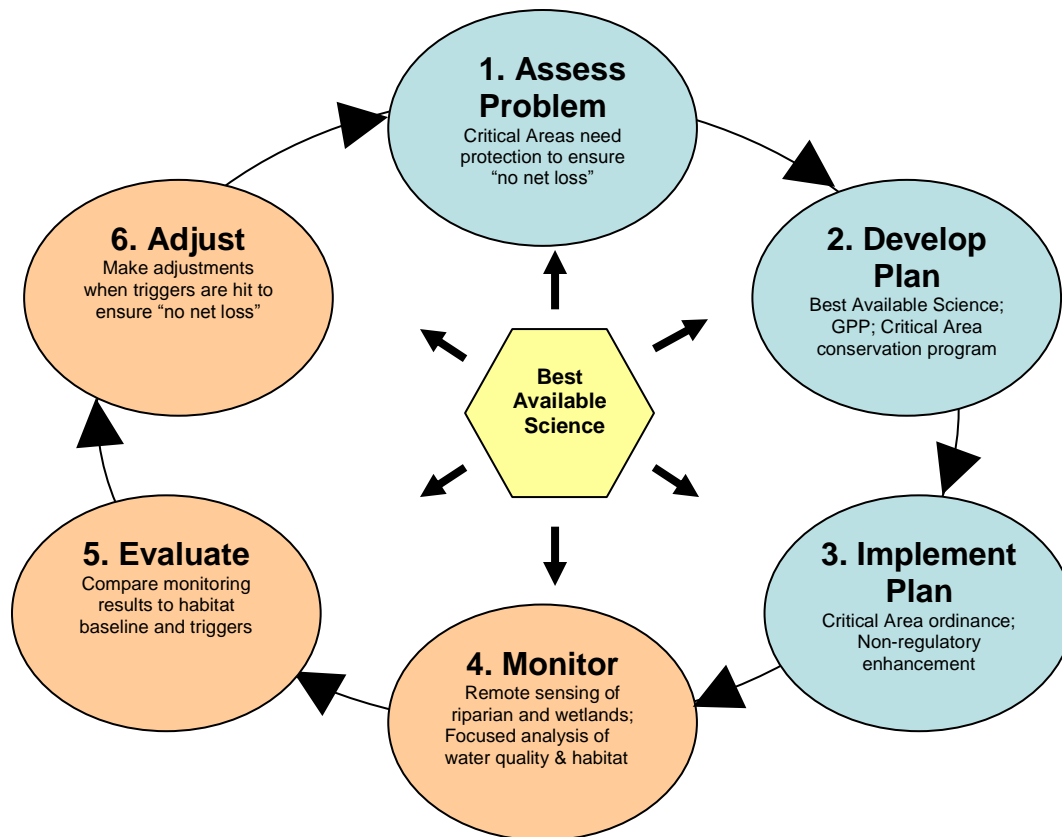 1. Assess
Problem
Critical Areas need
protection to ensure
“no net loss”
2. Develop
Plan
Best Available Science;
GPP; Critical Area
conservation program
3. Implement
Plan
Critical Area ordinance;
Non-regulatory
enhancement
4. Monitor
Remote sensing of
riparian and wetlands;
Focused analysis of
water quality & habitat
5. Evaluate
Compare monitoring
results to habitat
baseline and triggers
6. Adjust
Make adjustments
when triggers are hit to
ensure “no net loss”
Best
Available
Science